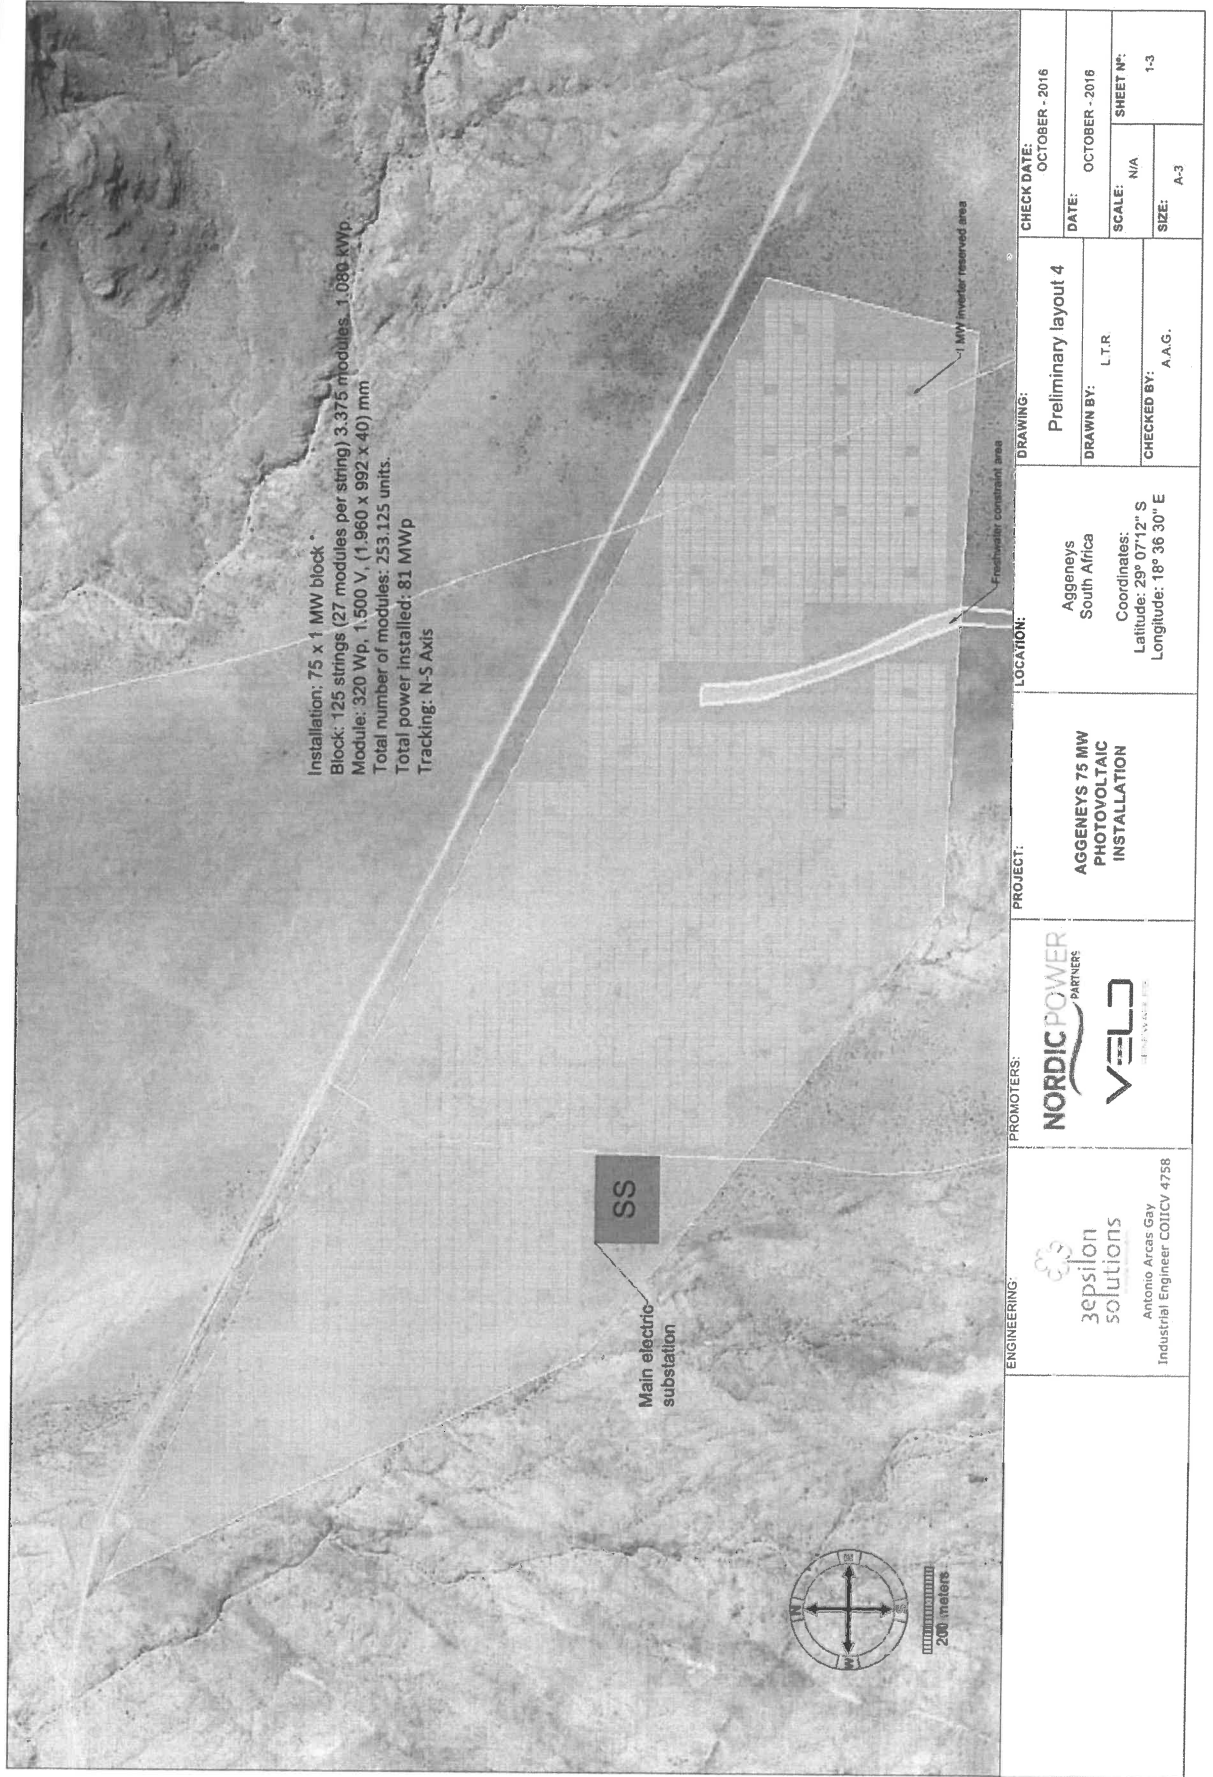 Installation: 75 x 1 MW block
Block: 125 strings (27 modules per string) 3.375 modules. 1.080 kWp
Module: 320 Wp, 1.500 V, (1.960 x 992 x 40) mm
Total number of modules: 253.125 units.
Total power installed: 81 MWp
Tracking: N-S Axis
~1 MW inverter reserved area
Freshwater constraint area
SS
Main electric
substation
N
W
200 meters
ENGINEERING:
3epsilon
solutions
Antonio Arcas Gay
Industrial Engineer COIICV 4758
PROMOTERS:
NORDIC POWER
PARTNERS
VELD
PROJECT:
AGGENEYS 75 MW
PHOTOVOLTAIC
INSTALLATION
LOCATION:
Aggeneys
South Africa
Coordinates:
Latitude: 29º 07'12" S
Longitude: 18º 36 30" E
DRAWING:
Preliminary layout 4
DRAWN BY:
L.T.R.
CHECKED BY:
A.A.G.
CHECK DATE:
OCTOBER - 2016
DATE:
OCTOBER - 2016
SCALE:
N/A
SHEET Nº:
1-3
SIZE:
A-3